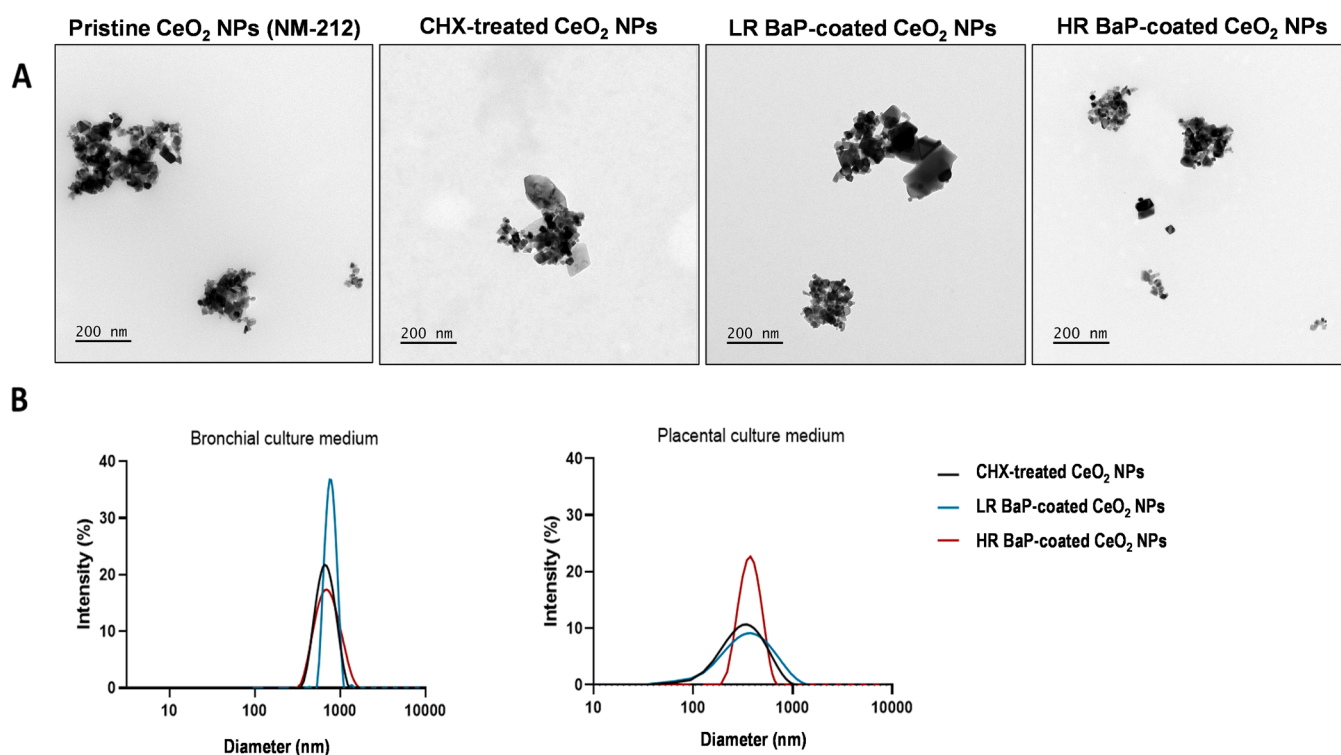 Pristine CeO₂ NPs (NM-212)
CHX-treated CeO₂ NPs
LR BaP-coated CeO₂ NPs
HR BaP-coated CeO₂ NPs
A
200 nm
200 nm
200 nm
200 nm
B
Bronchial culture medium
40
30
20
10
0
Intensity (%)
10
100
1000
10000
Diameter (nm)
Placental culture medium
40
30
20
10
0
Intensity (%)
10
100
1000
10000
Diameter (nm)
CHX-treated CeO₂ NPs
LR BaP-coated CeO₂ NPs
HR BaP-coated CeO₂ NPs